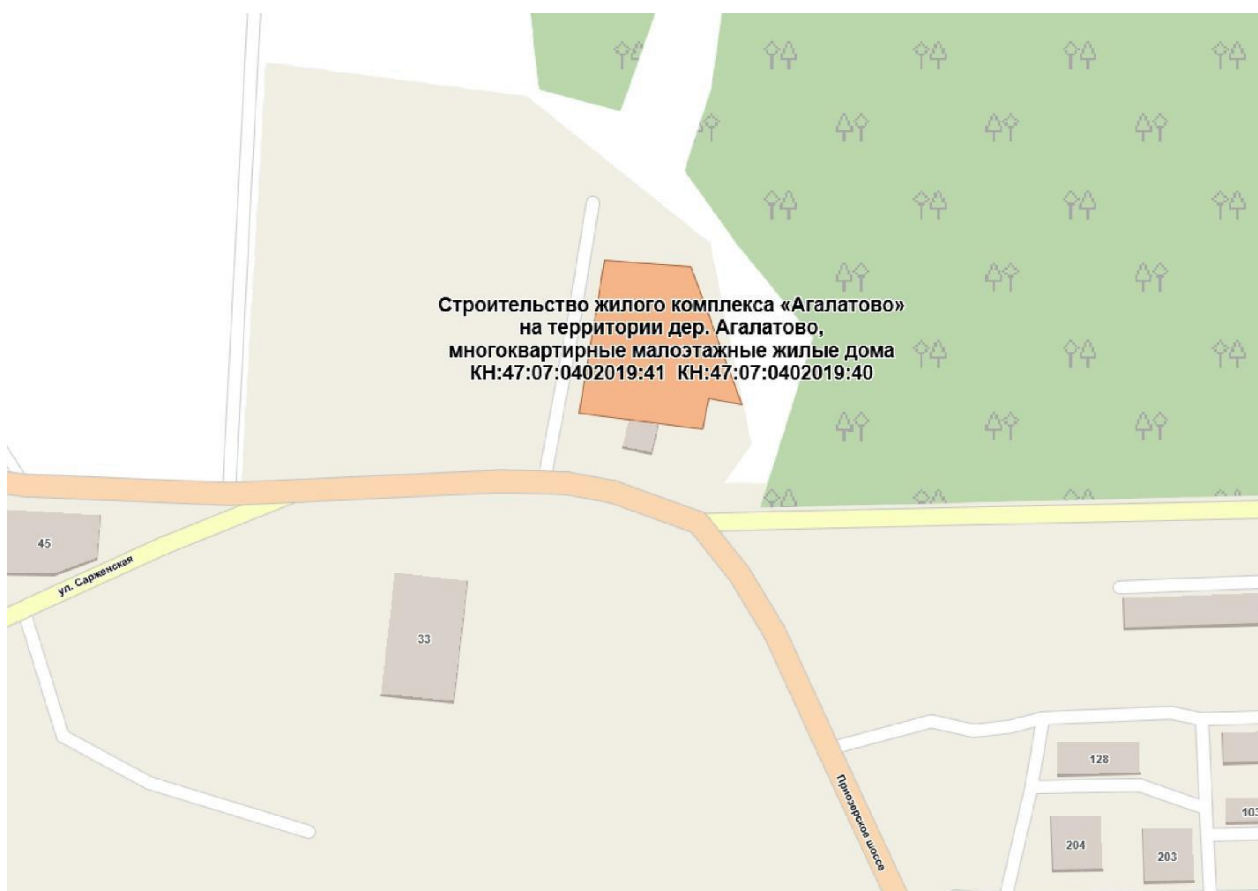 Строительство жилого комплекса «Агалатово»
на территории дер. Агалатово,
многоквартирные малоэтажные жилые дома
КН:47:07:0402019:41 КН:47:07:0402019:40
45
ул. Сарженская
33
Приозерское шоссе
128
103
204
203